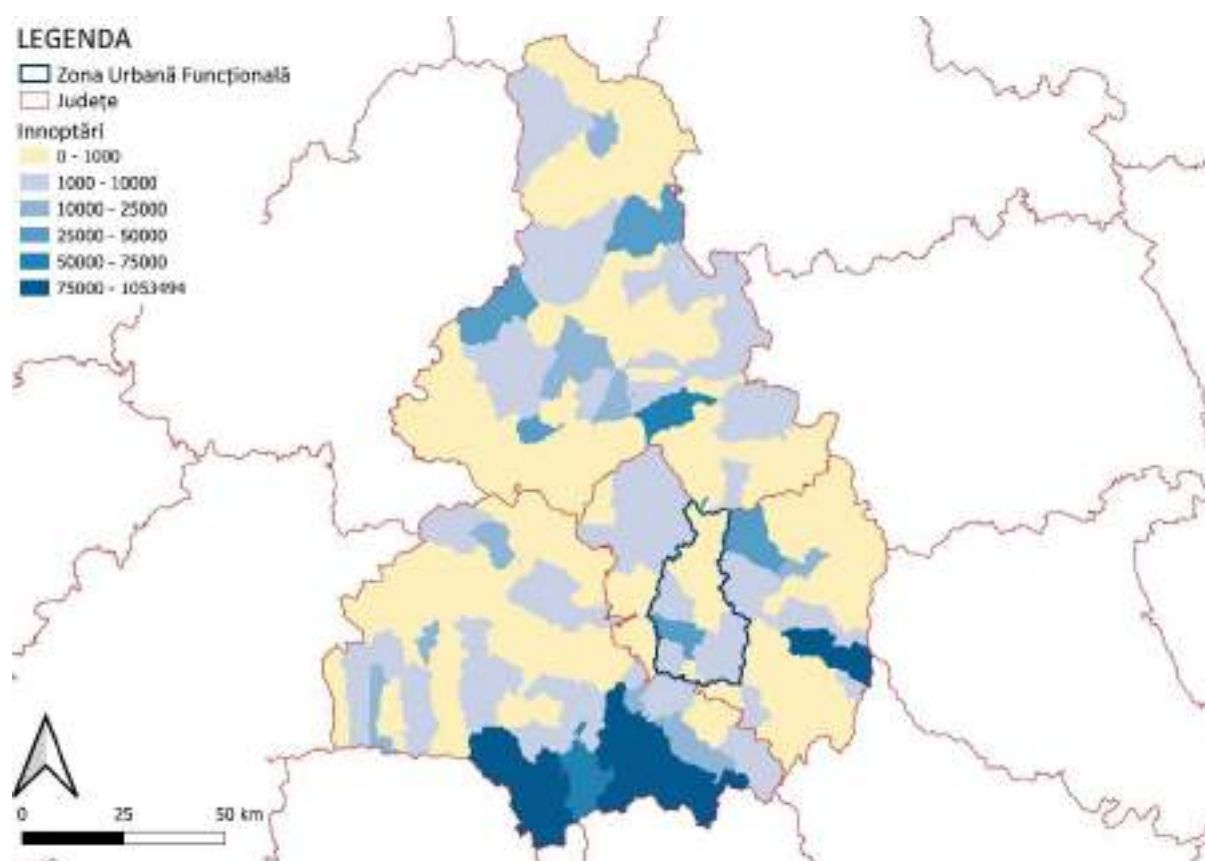 LEGENDA
Zona Urbană Funcțională
Județe
Innoptări
0 - 1000
1000 - 10000
10000 - 25000
25000 - 50000
50000 - 75000
75000 - 1053494
0 25 50 km